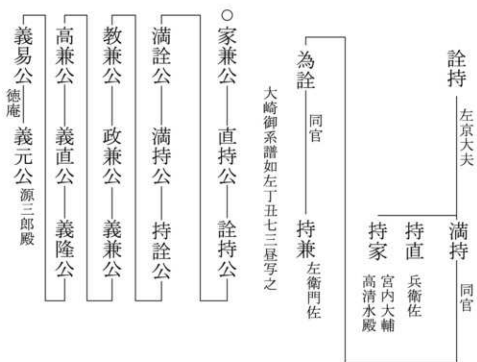 詮持 左京大夫
満持 同官
持直 兵衛佐
持家 宮内大輔 高清水殿
為詮 同官 持兼 左衛門佐
大崎御系譜如左丁丑七三昼写之
○家兼公 直持公 詮持公
満詮公 満持公 持詮公
教兼公 政兼公 義兼公
高兼公 義直公 義隆公
義易公 徳庵 義元公 源三郎殿